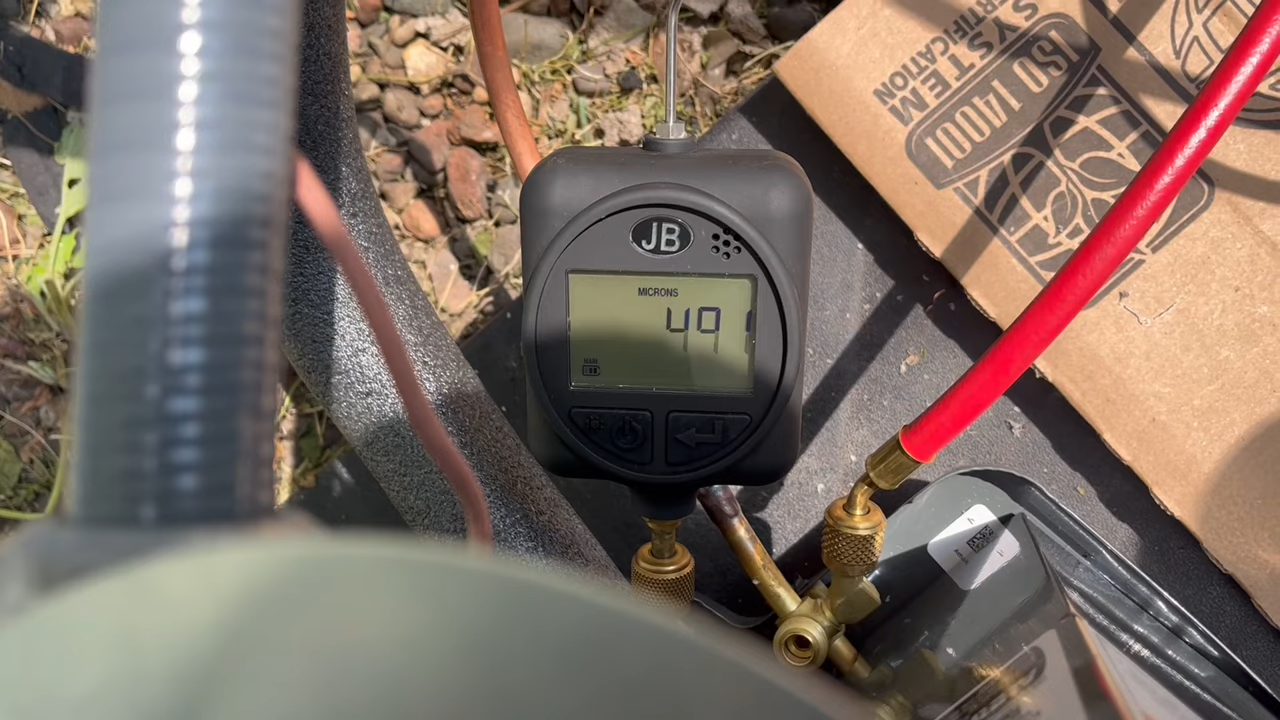 JB
MICRONS
491
SYSTEM
CERTIFICATION
ISO 14001